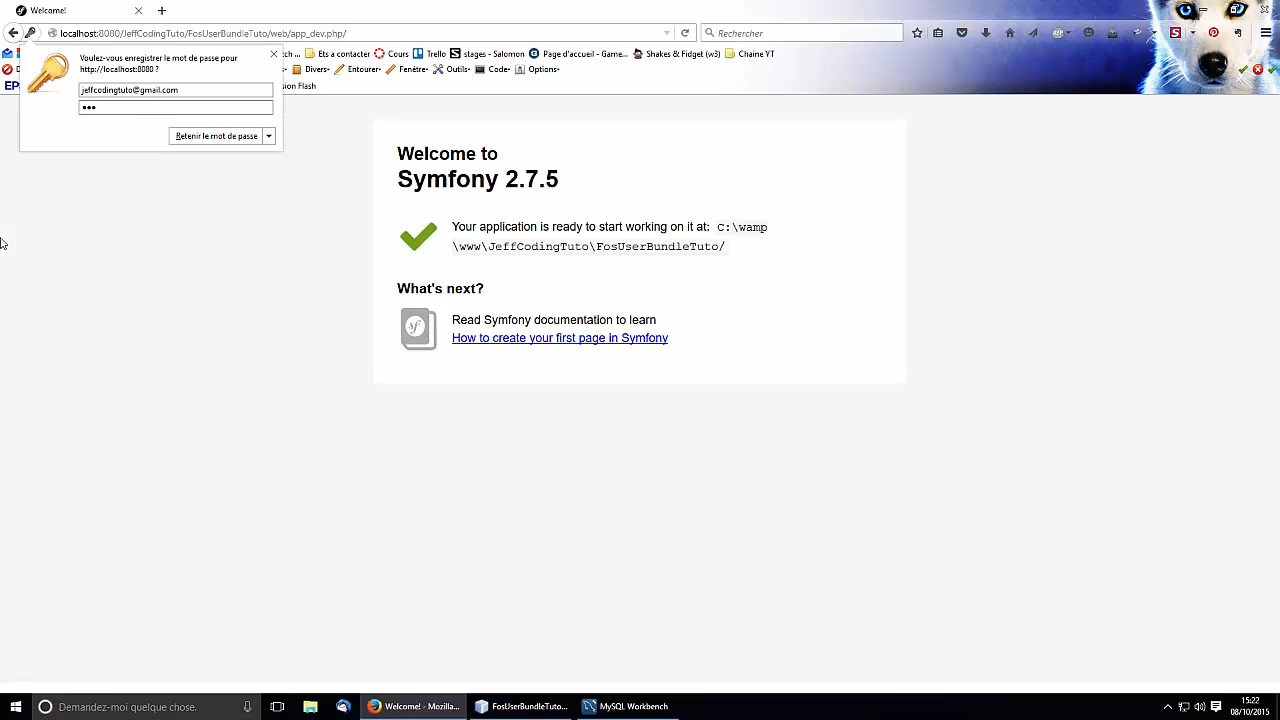 Welcome!
localhost:8080/JeffCodingTuto/FosUserBundleTuto/web/app_dev.php/
Rechercher
Ets a contacter Cours Trello stages - Salomon Page d'accueil - Game... Shakes & Fidget (w3) Chaine YT
Divers Entourer Fenêtre Outils Code Options
sion Flash
Voulez-vous enregistrer le mot de passe pour
http://localhost:8080 ?
jeffcodingtuto@gmail.com
Retenir le mot de passe
Welcome to
Symfony 2.7.5
Your application is ready to start working on it at: C:\wamp
\www\JeffCodingTuto\FosUserBundleTuto/
What's next?
sf
Read Symfony documentation to learn
How to create your first page in Symfony
Demandez-moi quelque chose.
Welcome! - Mozilla...
FosUserBundleTuto...
MySQL Workbench
15:22
08/10/2015